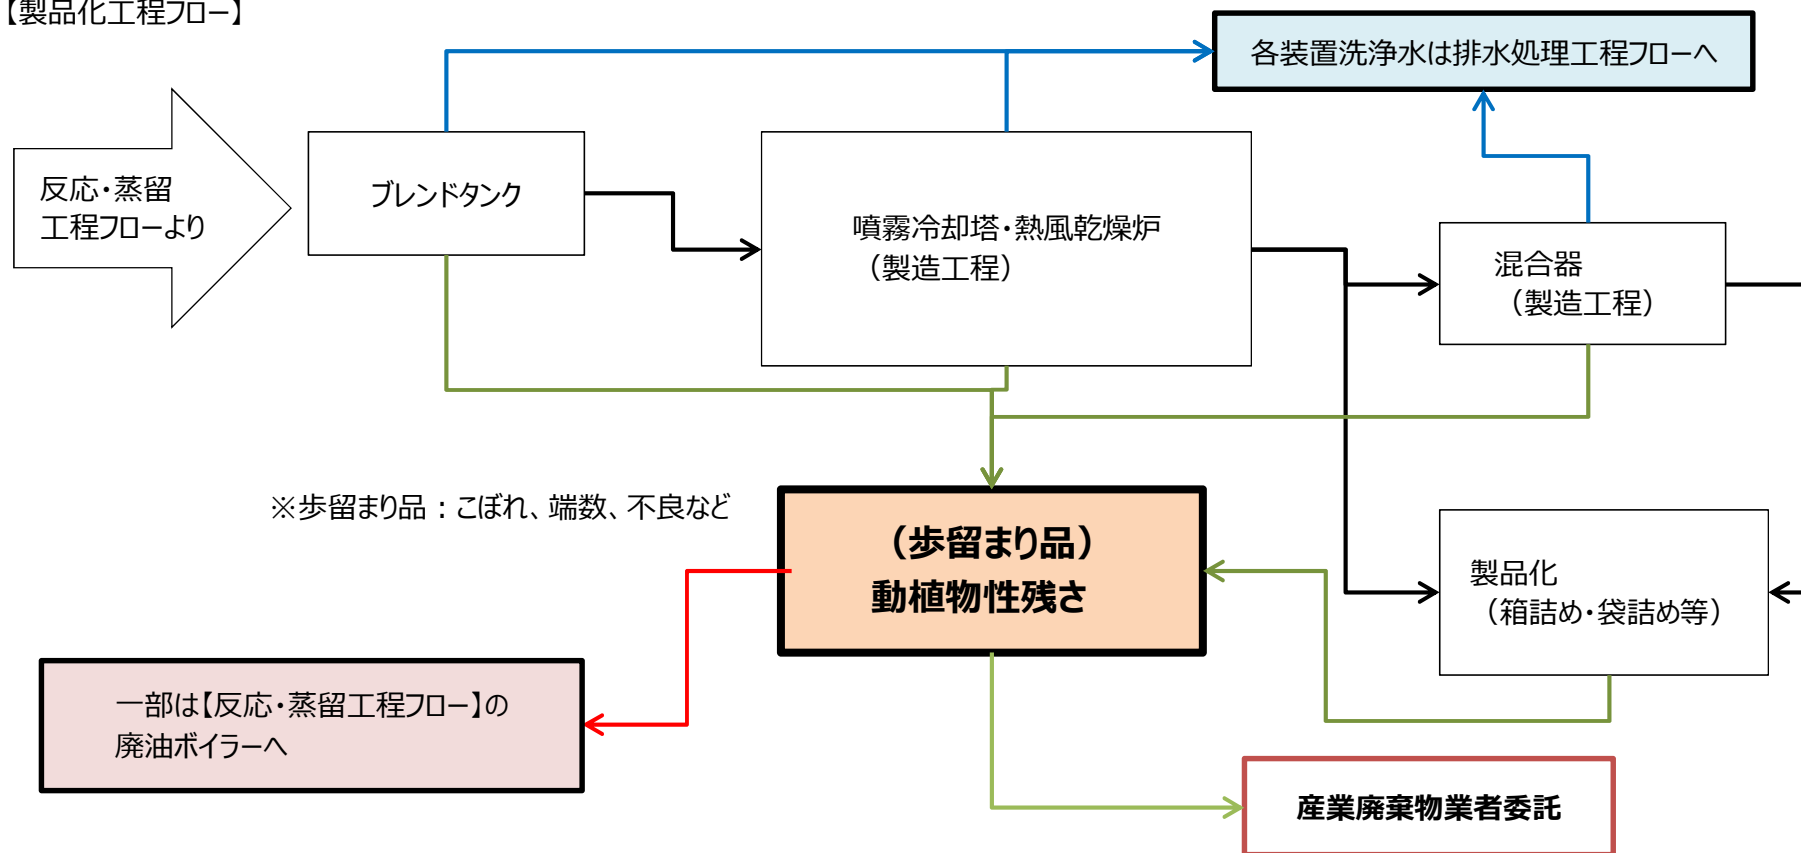 【製品化工程フロー】
各装置洗浄水は排水処理工程フローへ
反応・蒸留
工程フローより
ブレンドタンク
噴霧冷却塔・熱風乾燥炉
（製造工程）
混合器
（製造工程）
※歩留まり品：こぼれ、端数、不良など
（歩留まり品）
動植物性残さ
製品化
（箱詰め・袋詰め等）
一部は【反応・蒸留工程フロー】の
廃油ボイラーへ
産業廃棄物業者委託